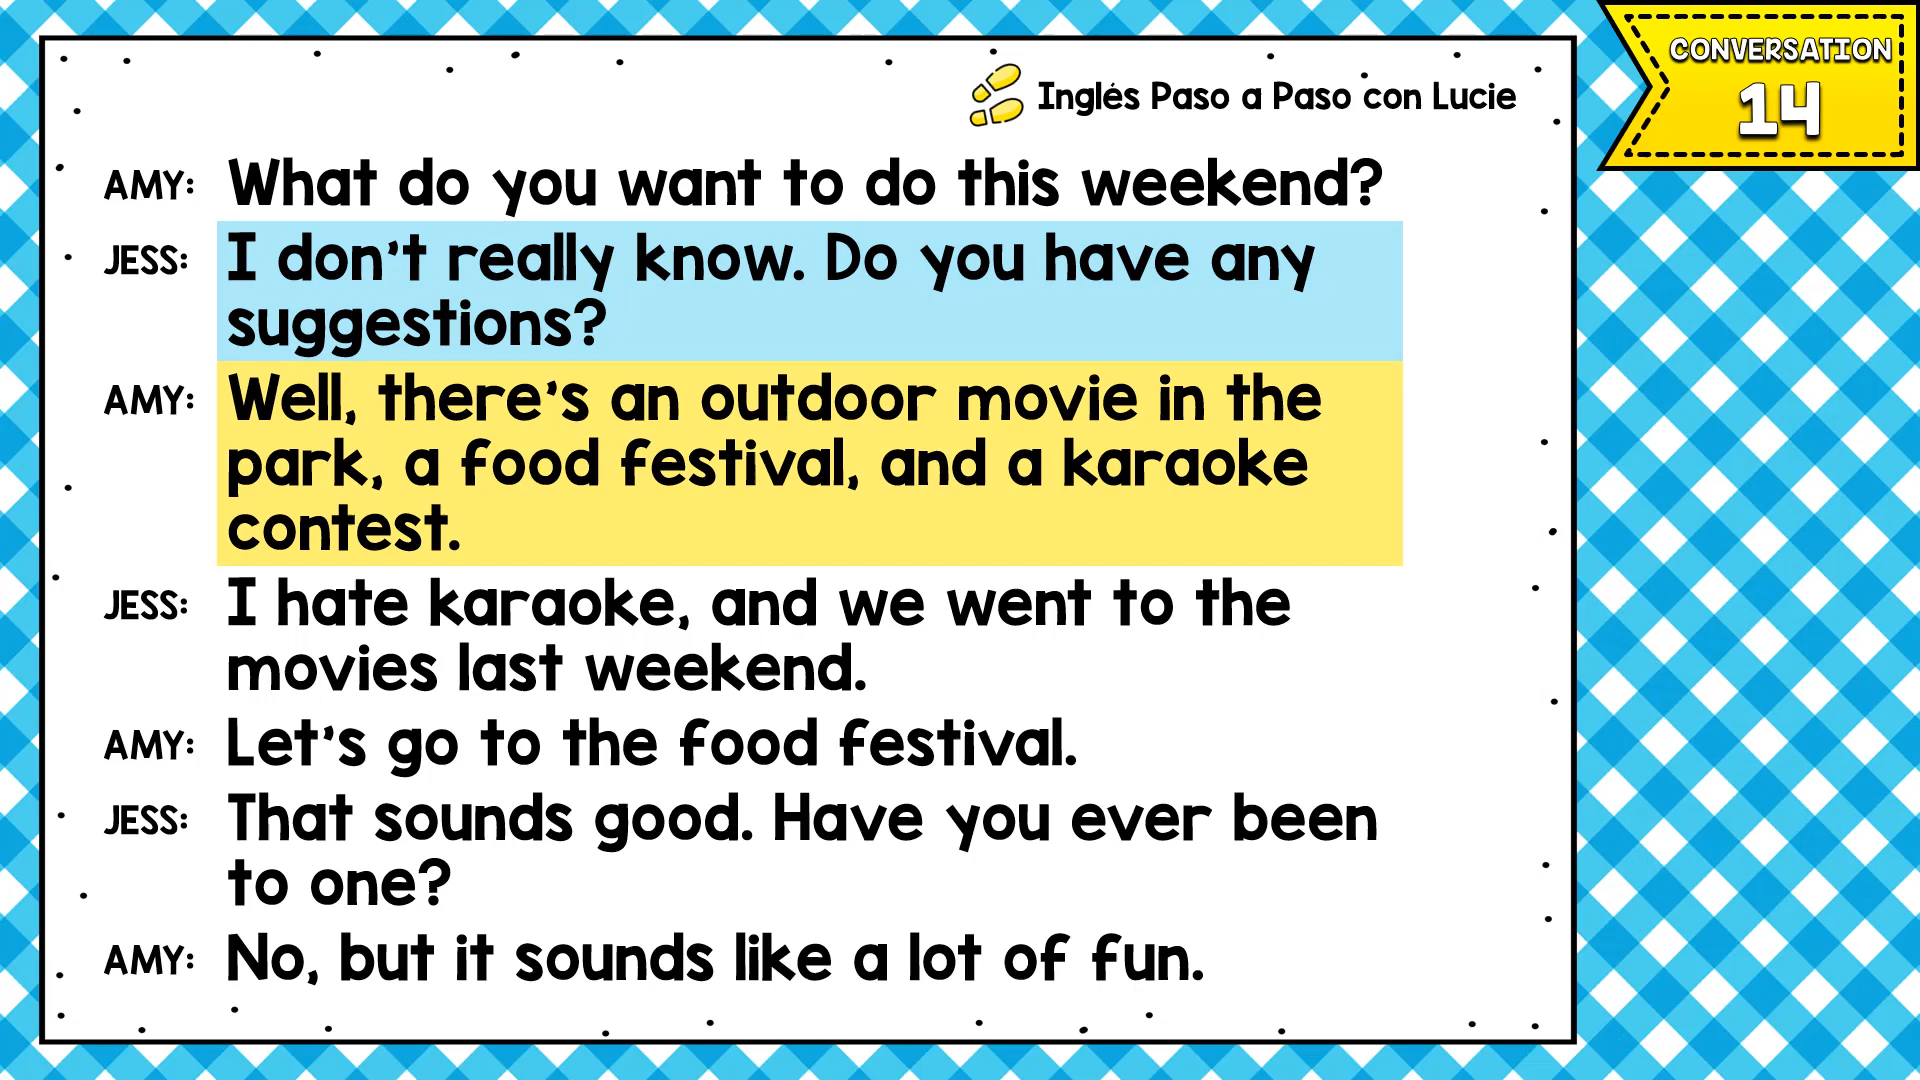 CONVERSATION
14
Inglés Paso a Paso con Lucie
AMY: What do you want to do this weekend?
JESS: I don't really know. Do you have any
suggestions?
AMY: Well, there's an outdoor movie in the
park, a food festival, and a karaoke
contest.
JESS: I hate karaoke, and we went to the
movies last weekend.
AMY: Let's go to the food festival.
JESS: That sounds good. Have you ever been
to one?
AMY: No, but it sounds like a lot of fun.